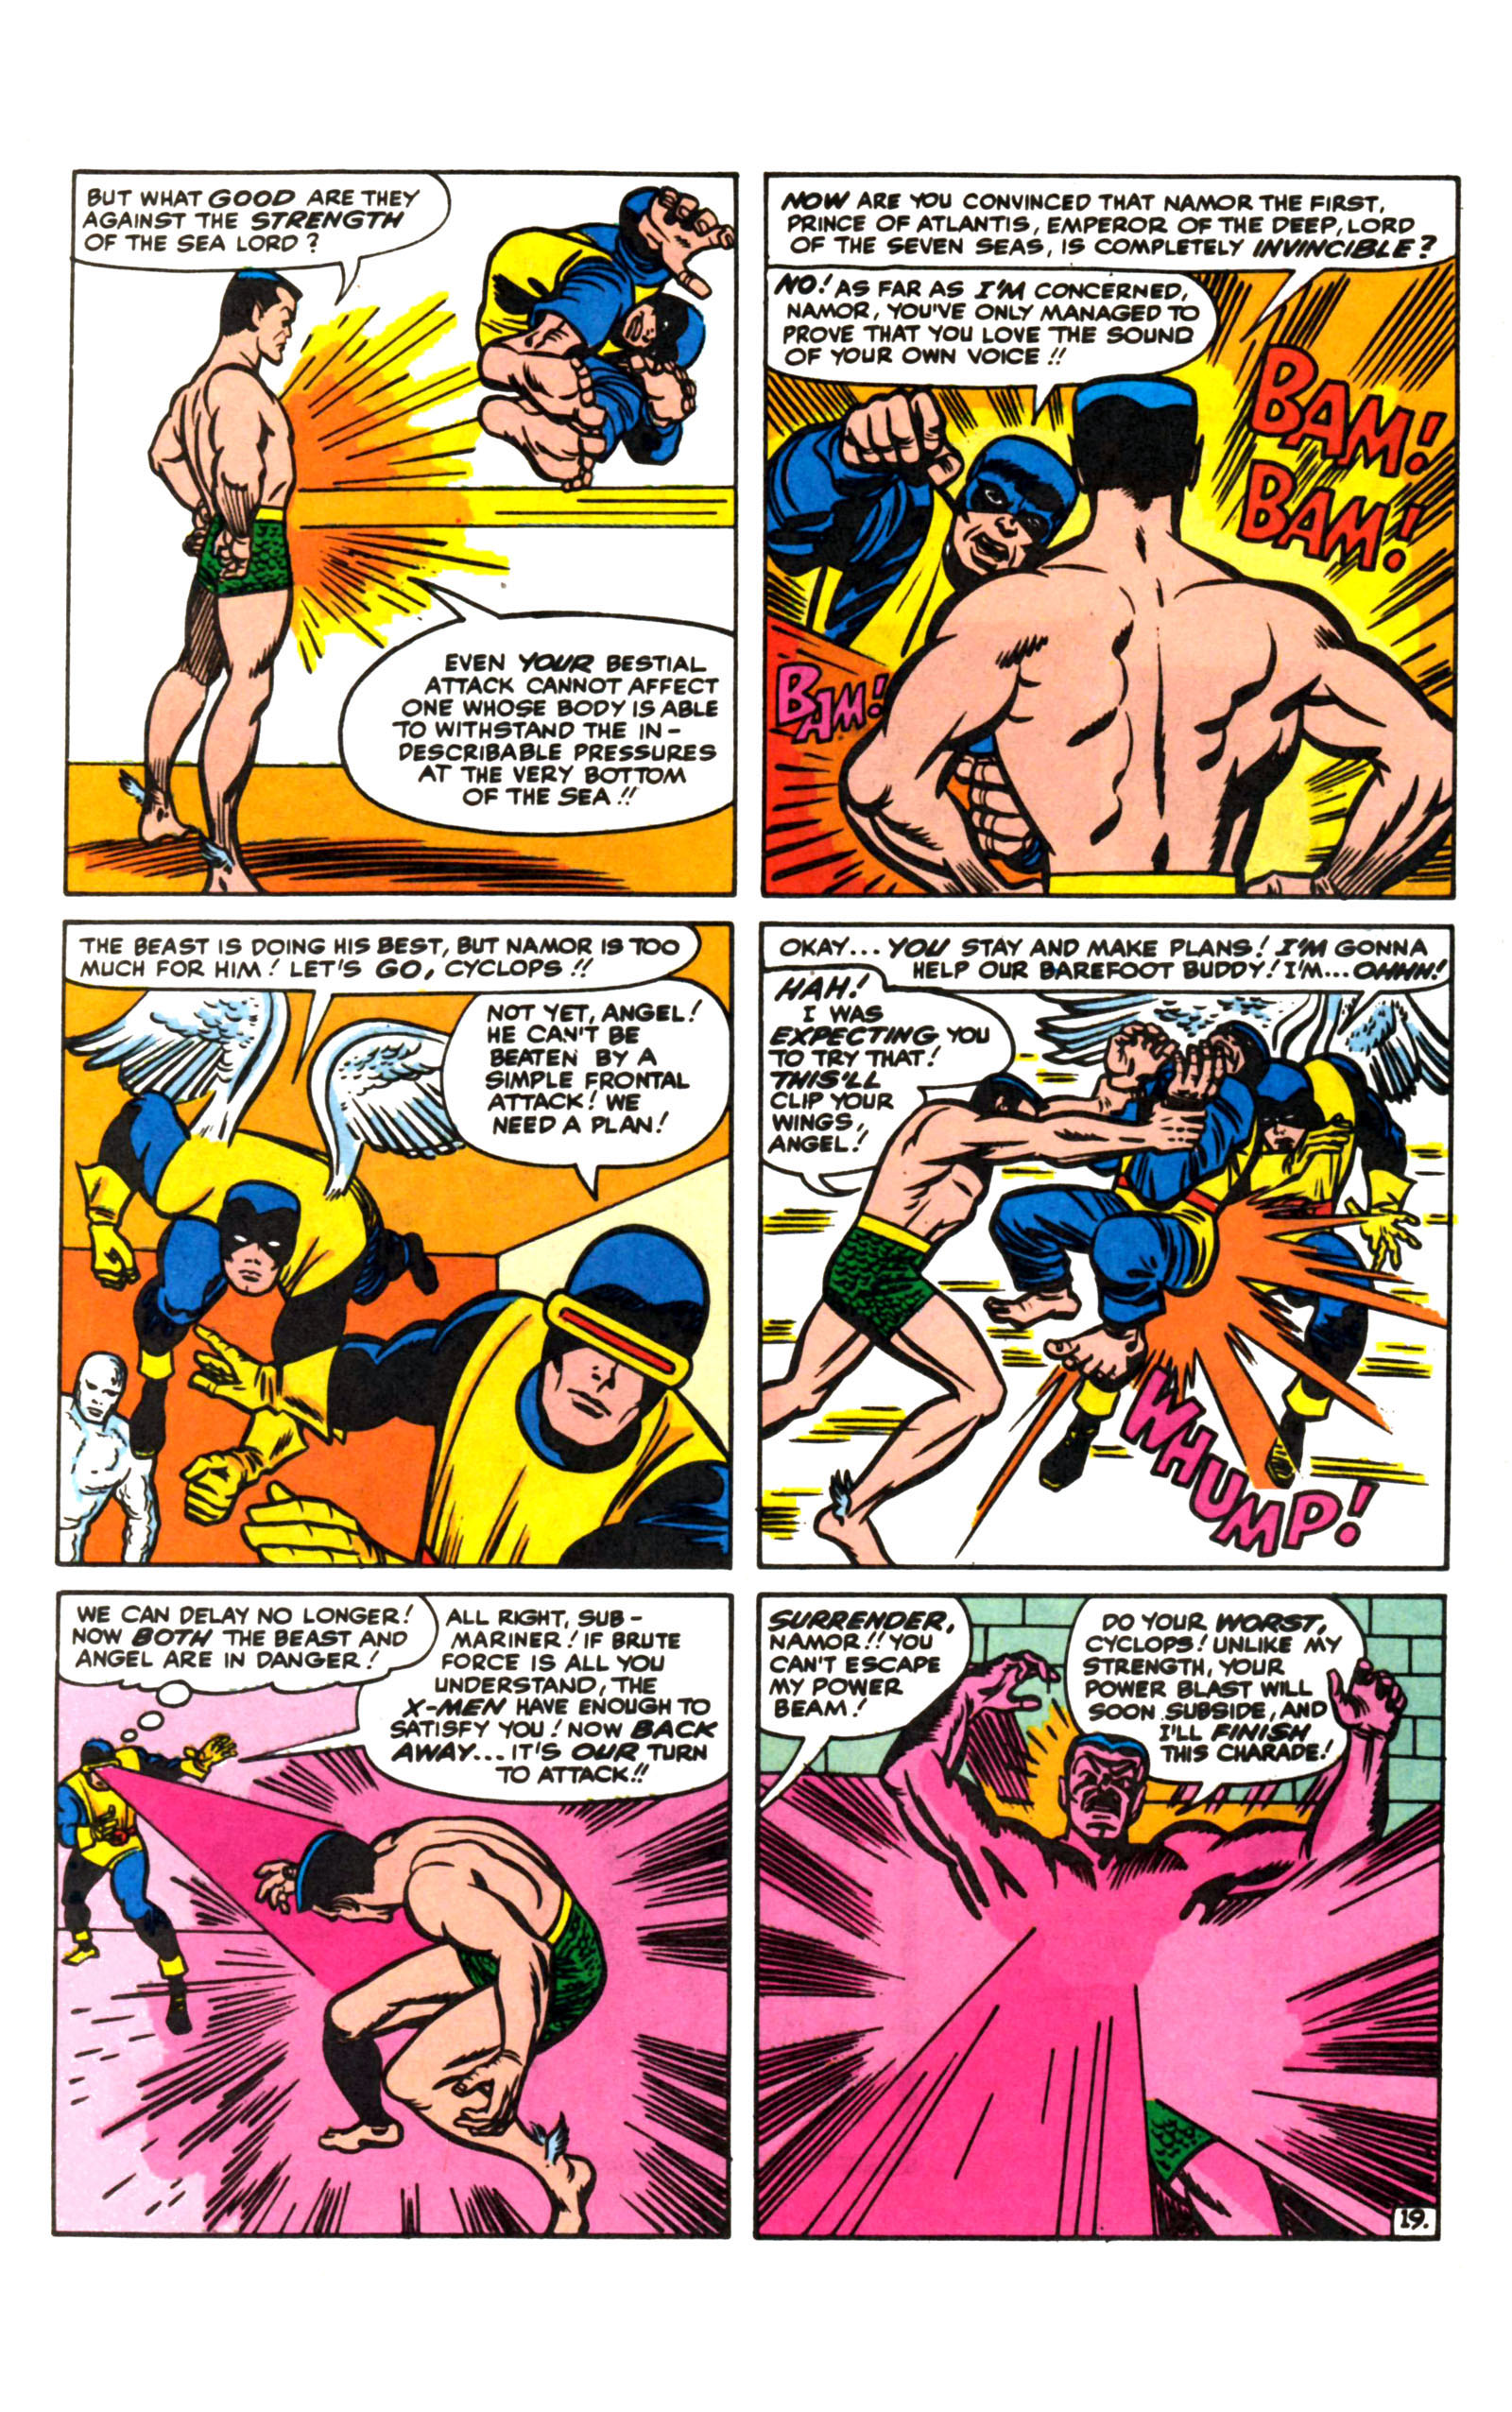 BUT WHAT GOOD ARE THEY
AGAINST THE STRENGTH
OF THE SEA LORD?
EVEN YOUR BESTIAL
ATTACK CANNOT AFFECT
ONE WHOSE BODY IS ABLE
TO WITHSTAND THE IN-
DESCRIBABLE PRESSURES
AT THE VERY BOTTOM
OF THE SEA!!
NOW ARE YOU CONVINCED THAT NAMOR THE FIRST,
PRINCE OF ATLANTIS, EMPEROR OF THE DEEP, LORD
OF THE SEVEN SEAS, IS COMPLETELY INVINCIBLE?
NO! AS FAR AS I'M CONCERNED,
NAMOR, YOU'VE ONLY MANAGED TO
PROVE THAT YOU LOVE THE SOUND
OF YOUR OWN VOICE!!
BAM!
BAM!
BAM!
THE BEAST IS DOING HIS BEST, BUT NAMOR IS TOO
MUCH FOR HIM! LET'S GO, CYCLOPS!!
NOT YET, ANGEL!
HE CAN'T BE
BEATEN BY A
SIMPLE FRONTAL
ATTACK! WE
NEED A PLAN!
OKAY... YOU STAY AND MAKE PLANS! I'M GONNA
HELP OUR BAREFOOT BUDDY! I'M... OHHH!
HAH!
I WAS
EXPECTING YOU
TO TRY THAT!
THIS'LL
CLIP YOUR
WINGS,
ANGEL!
WHUMP!
WE CAN DELAY NO LONGER!
NOW BOTH THE BEAST AND
ANGEL ARE IN DANGER!
ALL RIGHT, SUB-
MARINER! IF BRUTE
FORCE IS ALL YOU
UNDERSTAND, THE
X-MEN HAVE ENOUGH TO
SATISFY YOU! NOW BACK
AWAY... IT'S OUR TURN
TO ATTACK!!
SURRENDER,
NAMOR!! YOU
CAN'T ESCAPE
MY POWER
BEAM!
DO YOUR WORST,
CYCLOPS! UNLIKE MY
STRENGTH, YOUR
POWER BLAST WILL
SOON SUBSIDE, AND
I'LL FINISH
THIS CHARADE!
19.